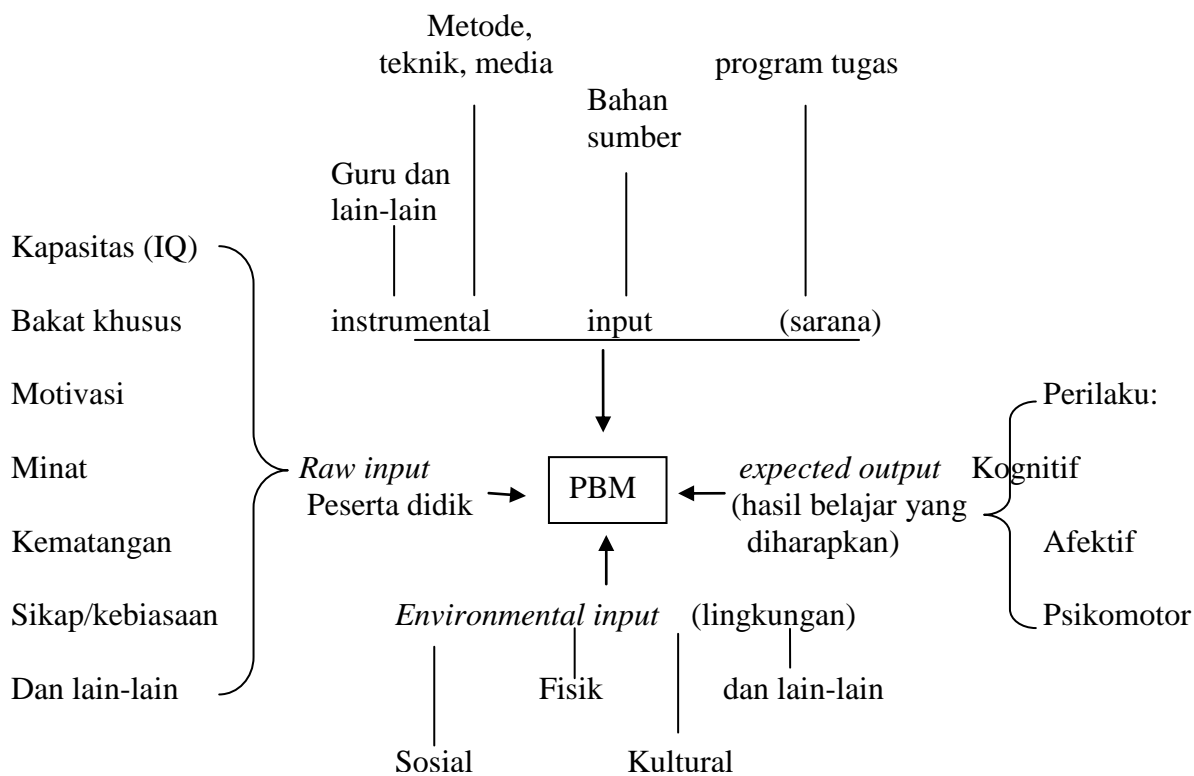 Metode,
teknik, media
program tugas
Bahan
sumber
Guru dan
lain-lain
Kapasitas (IQ)
Bakat khusus
instrumental input (sarana)
Motivasi
Perilaku:
Minat
Raw input
Peserta didik
PBM
expected output
(hasil belajar yang
diharapkan)
Kognitif
Kematangan
Afektif
Sikap/kebiasaan
Environmental input (lingkungan)
Psikomotor
Dan lain-lain
Fisik
dan lain-lain
Sosial
Kultural